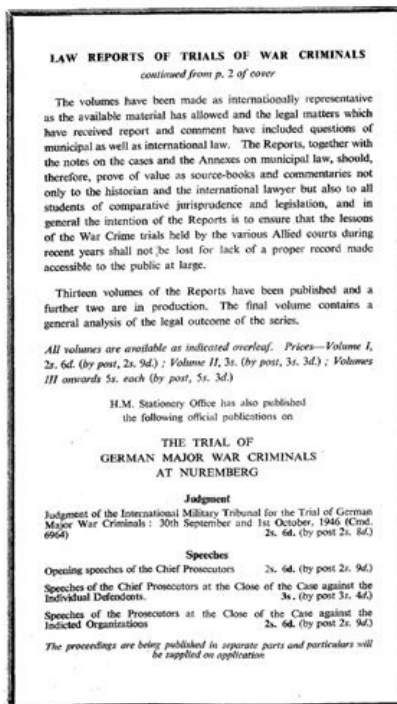 LAW REPORTS OF TRIALS OF WAR CRIMINALS
continued from p. 2 of cover
The volumes have been made as internationally representative
as the available material has allowed and the legal matters which
have received report and comment have included questions of
municipal as well as international law. The Reports, together with
the notes on the cases and the Annexes on municipal law, should,
therefore, prove of value as source-books and commentaries not
only to the historian and the international lawyer but also to all
students of comparative jurisprudence and legislation, and in
general the intention of the Reports is to ensure that the lessons
of the War Crime trials held by the various Allied courts during
recent years shall not be lost for lack of a proper record made
accessible to the public at large.
Thirteen volumes of the Reports have been published and a
further two are in production. The final volume contains a
general analysis of the legal outcome of the series.
All volumes are available as indicated overleaf. Prices—Volume I,
2s. 6d. (by post, 2s. 9d.) ; Volume II, 3s. (by post, 3s. 3d.) ; Volumes
III onwards 5s. each (by post, 5s. 3d.)
H.M. Stationery Office has also published
the following official publications on
THE TRIAL OF
GERMAN MAJOR WAR CRIMINALS
AT NUREMBERG
Judgment
Judgment of the International Military Tribunal for the Trial of German
Major War Criminals : 30th September and 1st October, 1946 (Cmd.
6964) 2s. 6d. (by post 2s. 8d.)
Speeches
Opening speeches of the Chief Prosecutors 2s. 6d. (by post 2s. 9d.)
Speeches of the Chief Prosecutors at the Close of the Case against the
Individual Defendents. 3s. (by post 3s. 4d.)
Speeches of the Prosecutors at the Close of the Case against the
Indicted Organizations 2s. 6d. (by post 2s. 9d.)
The proceedings are being published in separate parts and particulars will
be supplied on application